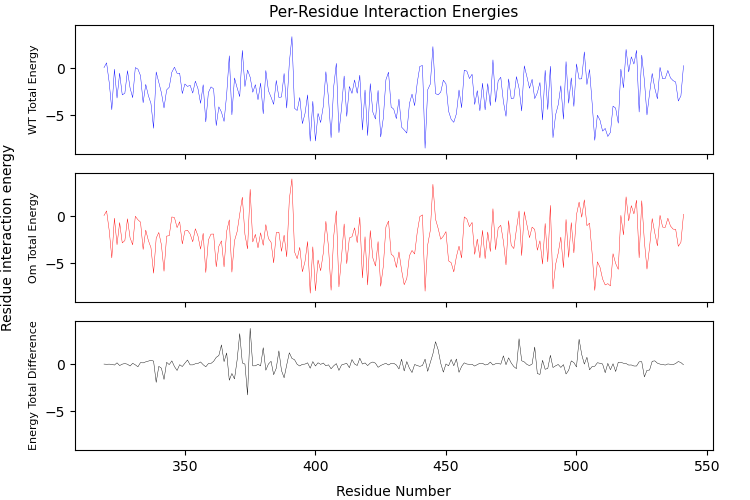 Per-Residue Interaction Energies
Residue interaction energy
WT Total Energy
0
−5
Om Total Energy
0
−5
Energy Total Difference
0
−5
350 400 450 500 550
Residue Number